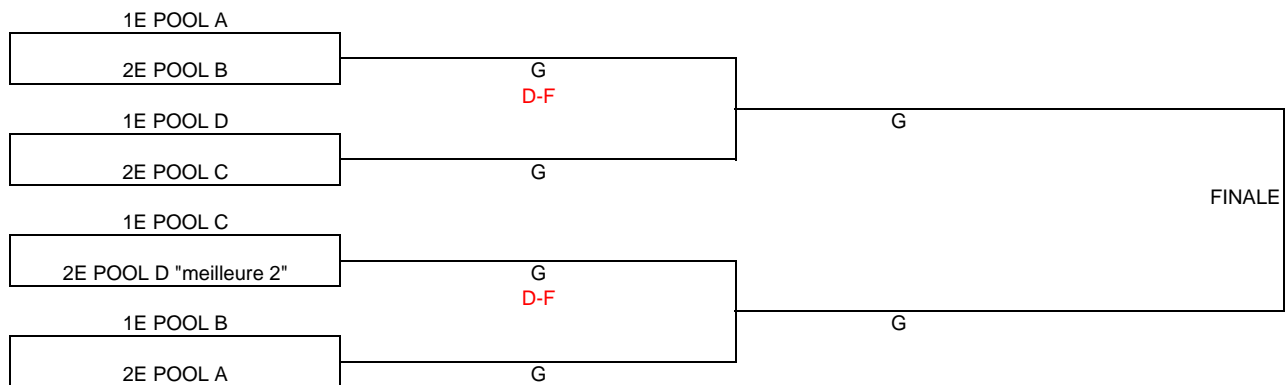 1E POOL A
2E POOL B
G
D-F
1E POOL D
G
2E POOL C
G
FINALE
1E POOL C
2E POOL D "meilleure 2"
G
D-F
1E POOL B
G
2E POOL A
G